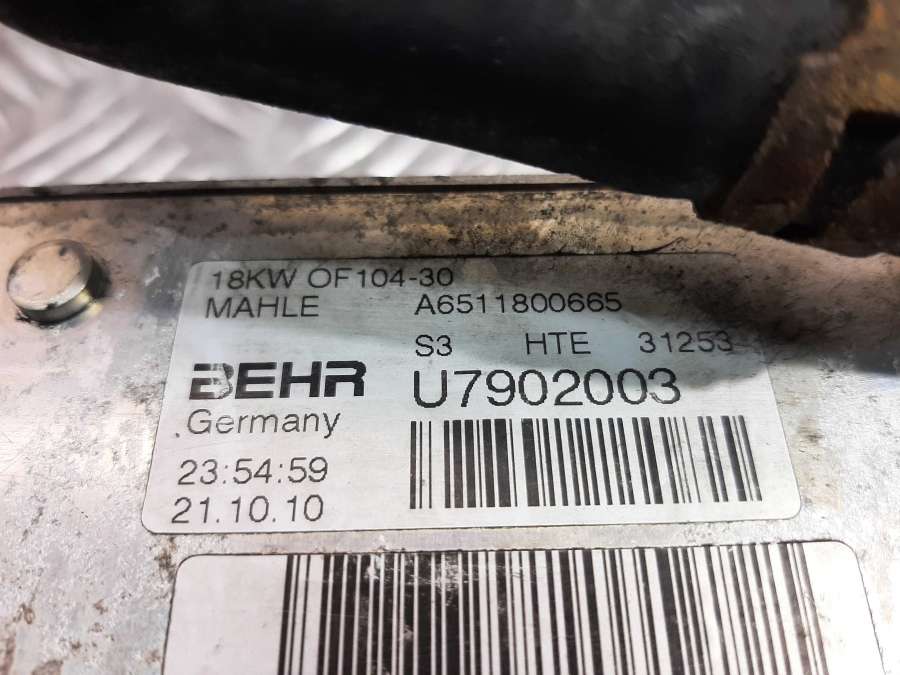 18KW OF104-30
MAHLE A6511800665
S3 HTE 31253
BEHR U7902003
Germany
23:54:59
21.10.10